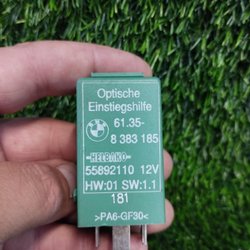 Optische
Einstiegshilfe
61.35-
8 383 185
HELBAKO
55892110 12V
HW:01 SW:1.1
181
>PA6-GF30<